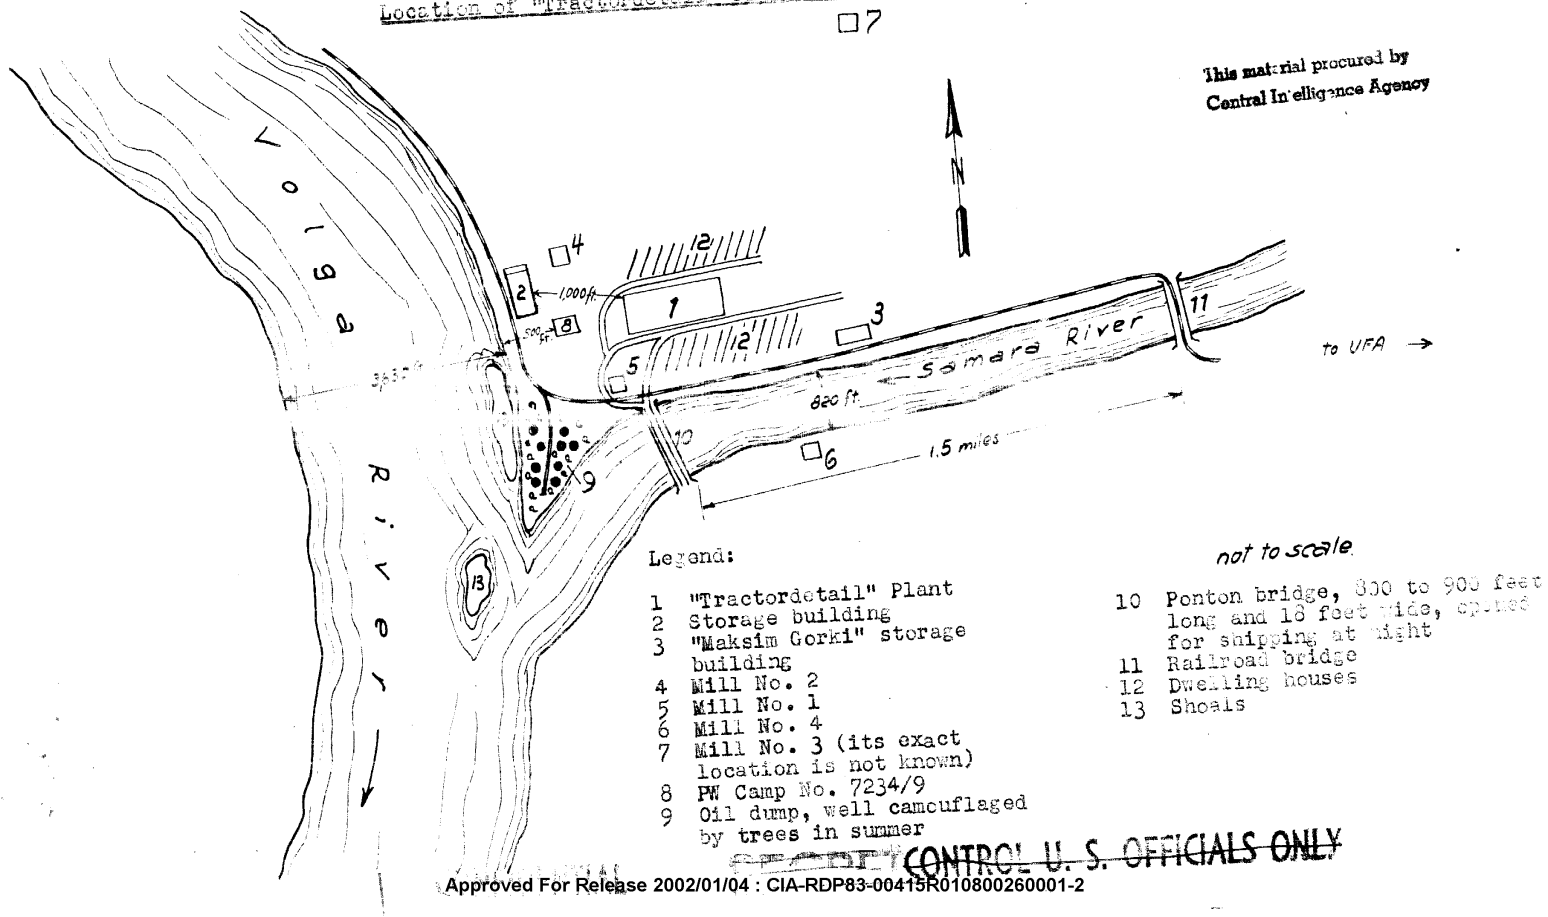 Location of "Tractordetail"
7
This material procured by
Central Intelligence Agency
N
Volga River
4
12
2
1,000 ft.
1
8
500 ft.
3
12
5
11
Samara River
to UFA →
820 ft.
10
9
6
1.5 miles
13
not to scale
Legend:
1 "Tractordetail" Plant
2 Storage building
3 "Maksim Gorki" storage
building
4 Mill No. 2
5 Mill No. 1
6 Mill No. 4
7 Mill No. 3 (its exact
location is not known)
8 PW Camp No. 7234/9
9 Oil dump, well camouflaged
by trees in summer
10 Ponton bridge, 800 to 900 feet
long and 18 feet wide, opened
for shipping at night
11 Railroad bridge
12 Dwelling houses
13 Shoals
SECRET CONTROL U. S. OFFICIALS ONLY
Approved For Release 2002/01/04 : CIA-RDP83-00415R010800260001-2